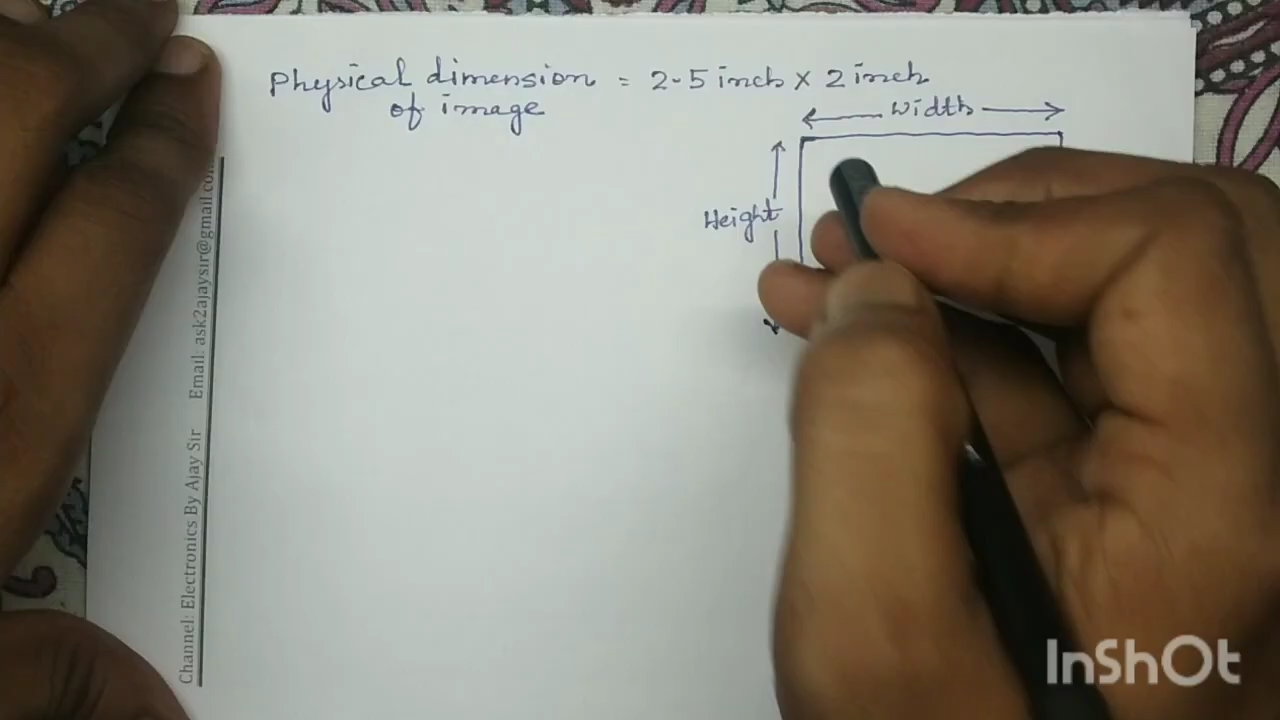 Physical dimension = 2.5 inch × 2 inch
of image
← width →
Height
Channel: Electronics By Ajay Sir Email: ask2ajaysir@gmail.com
InShOt